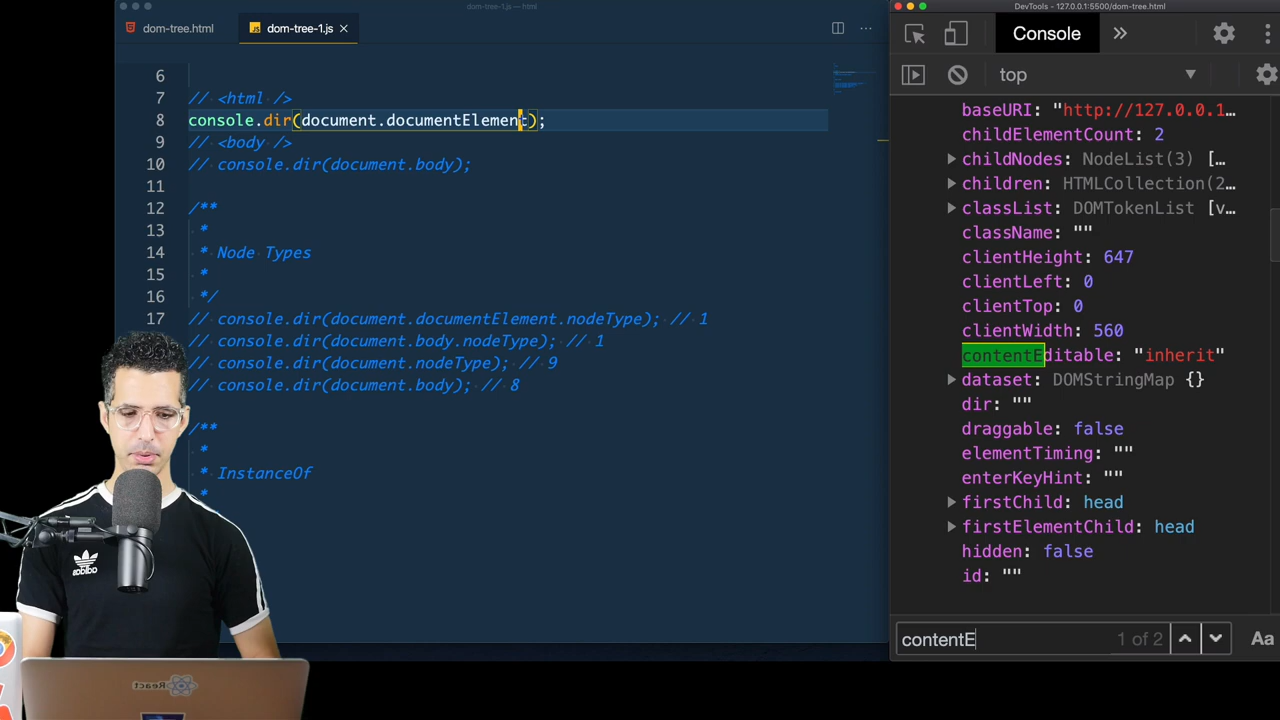 dom-tree-1.js — html
dom-tree.html
dom-tree-1.js
6
7 // <html />
8 console.dir(document.documentElement);
9 // <body />
10 // console.dir(document.body);
11
12 /**
13 *
14 * Node Types
15 *
16 */
17 // console.dir(document.documentElement.nodeType); // 1
// console.dir(document.body.nodeType); // 1
// console.dir(document.nodeType); // 9
// console.dir(document.body); // 8
/**
*
* InstanceOf
*
adidas
React
DevTools - 127.0.0.1:5500/dom-tree.html
Console
top
baseURI: "http://127.0.0.1…
childElementCount: 2
childNodes: NodeList(3) […
children: HTMLCollection(2…
classList: DOMTokenList [v…
className: ""
clientHeight: 647
clientLeft: 0
clientTop: 0
clientWidth: 560
contentEditable: "inherit"
dataset: DOMStringMap {}
dir: ""
draggable: false
elementTiming: ""
enterKeyHint: ""
firstChild: head
firstElementChild: head
hidden: false
id: ""
contentE
1 of 2
Aa